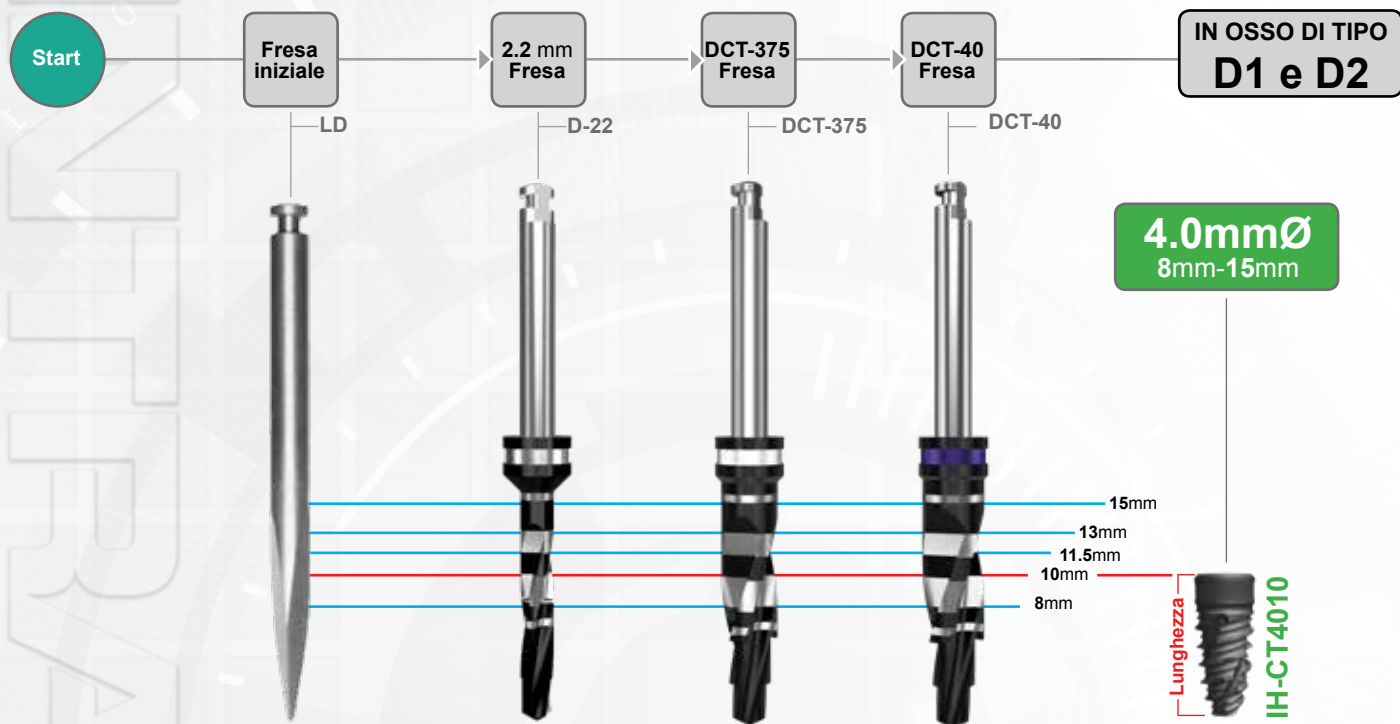 Start
Fresa
iniziale
2.2 mm
Fresa
DCT-375
Fresa
DCT-40
Fresa
IN OSSO DI TIPO
D1 e D2
LD
D-22
DCT-375
DCT-40
4.0mmØ
8mm-15mm
15mm
13mm
11.5mm
10mm
8mm
Lunghezza
IH-CT4010